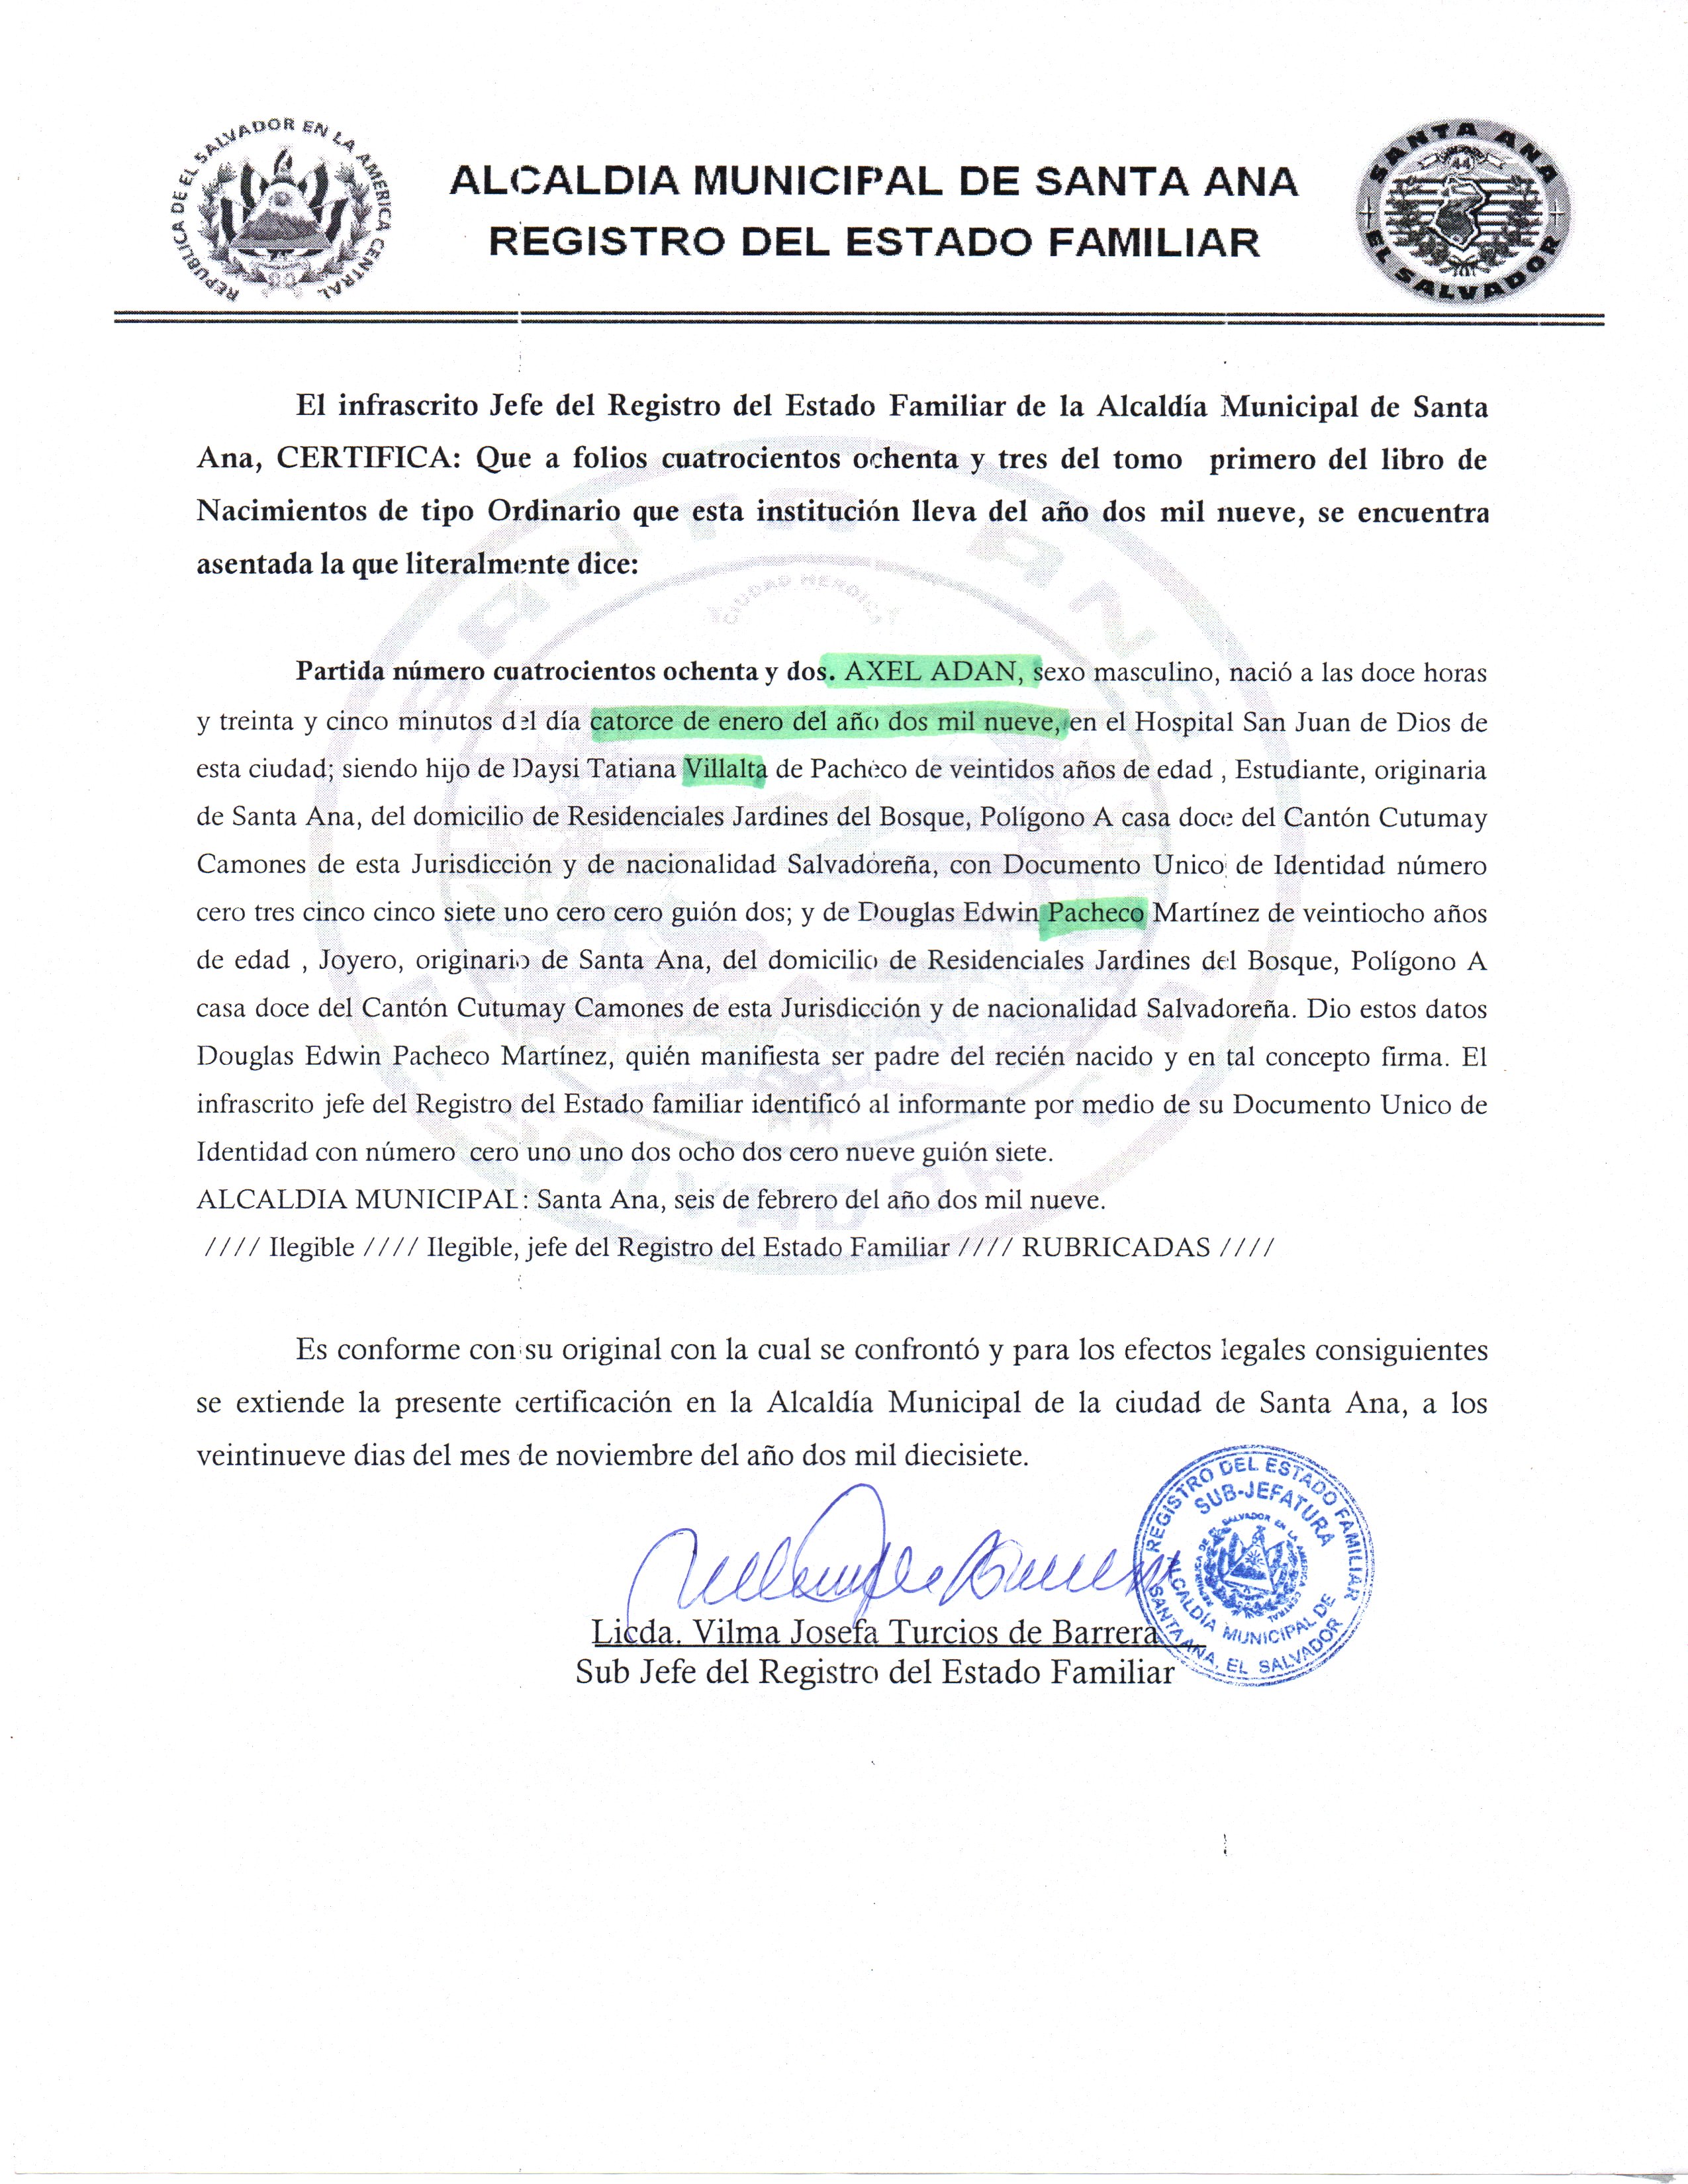 REPUBLICA DE EL SALVADOR EN LA AMERICA CENTRAL
ALCALDIA MUNICIPAL DE SANTA ANA
REGISTRO DEL ESTADO FAMILIAR
SANTA ANA
44
EL SALVADOR
El infrascrito Jefe del Registro del Estado Familiar de la Alcaldía Municipal de Santa
Ana, CERTIFICA: Que a folios cuatrocientos ochenta y tres del tomo primero del libro de
Nacimientos de tipo Ordinario que esta institución lleva del año dos mil nueve, se encuentra
asentada la que literalmente dice:
CIUDAD HEROICA
Partida número cuatrocientos ochenta y dos. AXEL ADAN, sexo masculino, nació a las doce horas
y treinta y cinco minutos del día catorce de enero del año dos mil nueve, en el Hospital San Juan de Dios de
esta ciudad; siendo hijo de Daysi Tatiana Villalta de Pacheco de veintidos años de edad , Estudiante, originaria
de Santa Ana, del domicilio de Residenciales Jardines del Bosque, Polígono A casa doce del Cantón Cutumay
Camones de esta Jurisdicción y de nacionalidad Salvadoreña, con Documento Unico de Identidad número
cero tres cinco cinco siete uno cero cero guión dos; y de Douglas Edwin Pacheco Martínez de veintiocho años
de edad , Joyero, originario de Santa Ana, del domicilio de Residenciales Jardines del Bosque, Polígono A
casa doce del Cantón Cutumay Camones de esta Jurisdicción y de nacionalidad Salvadoreña. Dio estos datos
Douglas Edwin Pacheco Martínez, quién manifiesta ser padre del recién nacido y en tal concepto firma. El
infrascrito jefe del Registro del Estado familiar identificó al informante por medio de su Documento Unico de
Identidad con número cero uno uno dos ocho dos cero nueve guión siete.
ALCALDIA MUNICIPAL: Santa Ana, seis de febrero del año dos mil nueve.
//// Ilegible //// Ilegible, jefe del Registro del Estado Familiar //// RUBRICADAS ////
Es conforme con su original con la cual se confrontó y para los efectos legales consiguientes
se extiende la presente certificación en la Alcaldía Municipal de la ciudad de Santa Ana, a los
veintinueve dias del mes de noviembre del año dos mil diecisiete.
REGISTRO DEL ESTADO FAMILIAR
SUB-JEFATURA
ALCALDÍA MUNICIPAL DE
SANTA ANA, EL SALVADOR
Licda. Vilma Josefa Turcios de Barrera
Sub Jefe del Registro del Estado Familiar